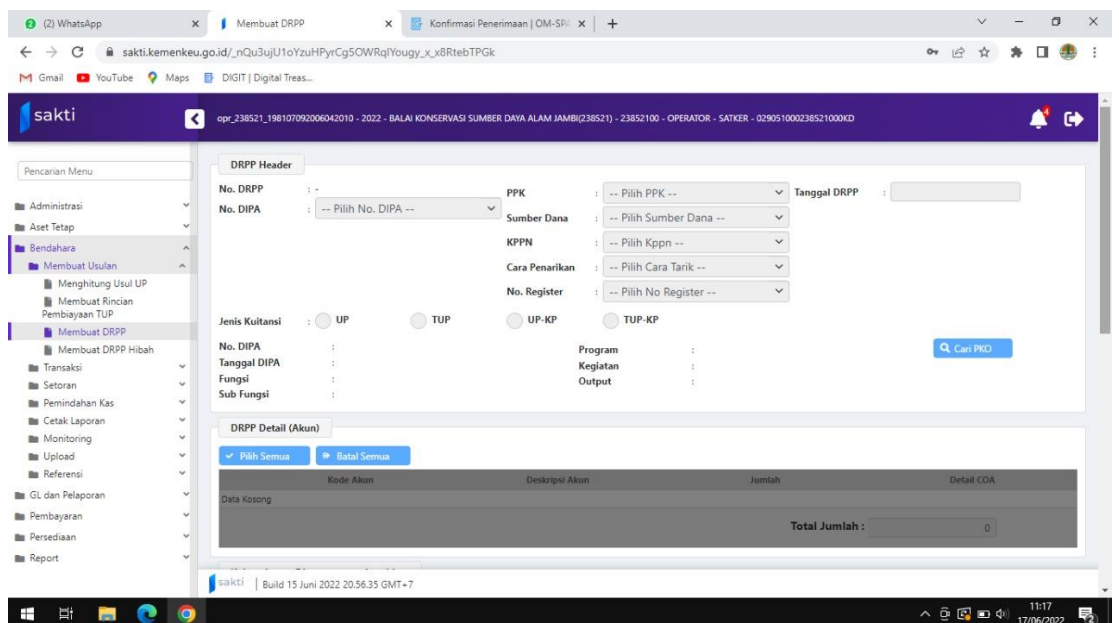 (2) WhatsApp
Membuat DRPP
Konfirmasi Penerimaan | OM-SPA
sakti.kemenkeu.go.id/_nQu3ujU1oYzuHPyrCg5OWRqlYougy_x_x8RtebTPGk
Gmail YouTube Maps DIGIT | Digital Treas...
sakti
opr_238521_198107092006042010 - 2022 - BALAI KONSERVASI SUMBER DAYA ALAM JAMBI(238521) - 23852100 - OPERATOR - SATKER - 029051000238521000KD
4
Pencarian Menu
Administrasi
Aset Tetap
Bendahara
Membuat Usulan
Menghitung Usul UP
Membuat Rincian
Pembiayaan TUP
Membuat DRPP
Membuat DRPP Hibah
Transaksi
Setoran
Pemindahan Kas
Cetak Laporan
Monitoring
Upload
Referensi
GL dan Pelaporan
Pembayaran
Persediaan
Report
DRPP Header
No. DRPP : -
No. DIPA : -- Pilih No. DIPA --
PPK : -- Pilih PPK --
Sumber Dana : -- Pilih Sumber Dana --
KPPN : -- Pilih Kppn --
Cara Penarikan : -- Pilih Cara Tarik --
No. Register : -- Pilih No Register --
Tanggal DRPP :
Jenis Kuitansi : UP TUP UP-KP TUP-KP
No. DIPA :
Tanggal DIPA :
Fungsi :
Sub Fungsi :
Program :
Kegiatan :
Output :
Cari PKO
DRPP Detail (Akun)
Pilih Semua Batal Semua
Kode Akun Deskripsi Akun Jumlah Detail COA
Data Kosong
Total Jumlah : 0
sakti | Build 15 Juni 2022 20.56.35 GMT+7
11:17
17/06/2022